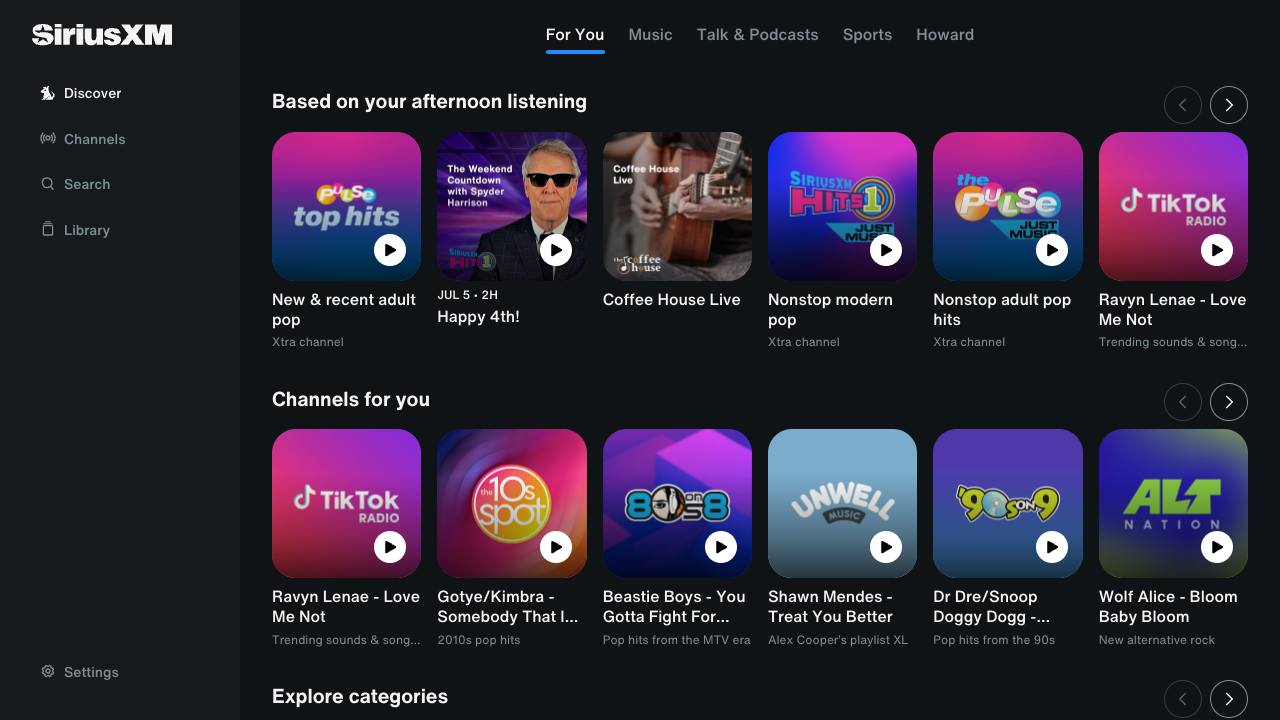 SiriusXM
For You
Music
Talk & Podcasts
Sports
Howard
Discover
Channels
Search
Library
Settings
Based on your afternoon listening
PULSE
top hits
The Weekend
Countdown
with Spyder
Harrison
SIRIUSXM
HITS 1
Coffee House
Live
the coffee
house
SIRIUSXM
HITS 1
JUST
MUSIC
the
PULSE
JUST
MUSIC
TikTok
RADIO
New & recent adult
pop
Xtra channel
JUL 5 • 2H
Happy 4th!
Coffee House Live
Nonstop modern
pop
Xtra channel
Nonstop adult pop
hits
Xtra channel
Ravyn Lenae - Love
Me Not
Trending sounds & song...
Channels for you
TikTok
RADIO
the 10s
spot
80s on 8
UNWELL
MUSIC
'90s ON 9
ALT
NATION
Ravyn Lenae - Love
Me Not
Trending sounds & song...
Gotye/Kimbra -
Somebody That I...
2010s pop hits
Beastie Boys - You
Gotta Fight For...
Pop hits from the MTV era
Shawn Mendes -
Treat You Better
Alex Cooper's playlist XL
Dr Dre/Snoop
Doggy Dogg -...
Pop hits from the 90s
Wolf Alice - Bloom
Baby Bloom
New alternative rock
Explore categories